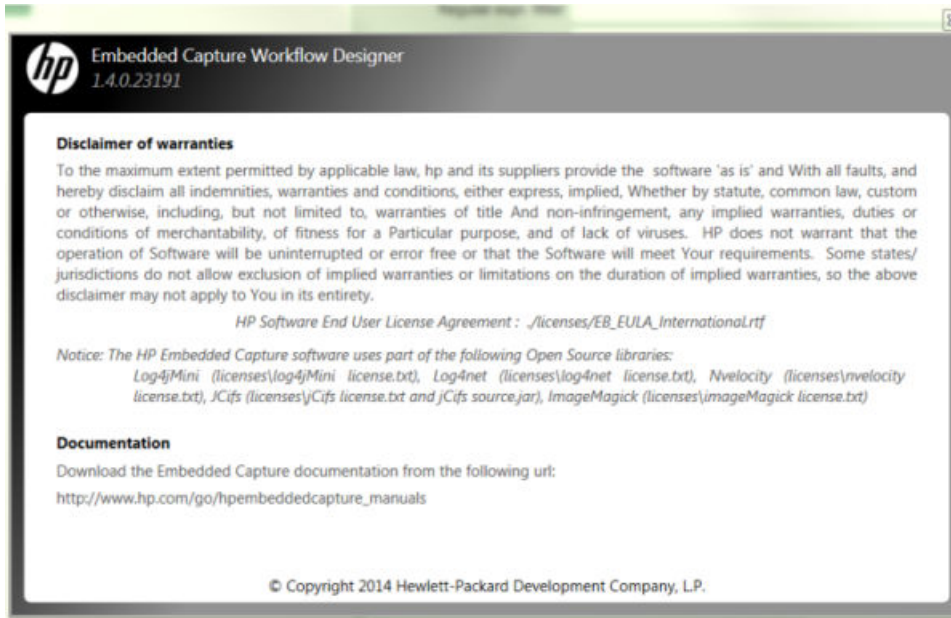 hp
Embedded Capture Workflow Designer
1.4.0.23191
Disclaimer of warranties
To the maximum extent permitted by applicable law, hp and its suppliers provide the software 'as is' and With all faults, and
hereby disclaim all indemnities, warranties and conditions, either express, implied, Whether by statute, common law, custom
or otherwise, including, but not limited to, warranties of title And non-infringement, any implied warranties, duties or
conditions of merchantability, of fitness for a Particular purpose, and of lack of viruses. HP does not warrant that the
operation of Software will be uninterrupted or error free or that the Software will meet Your requirements. Some states/
jurisdictions do not allow exclusion of implied warranties or limitations on the duration of implied warranties, so the above
disclaimer may not apply to You in its entirety.
HP Software End User License Agreement : ./licenses/EB_EULA_International.rtf
Notice: The HP Embedded Capture software uses part of the following Open Source libraries:
Log4jMini (licenses\log4jMini license.txt), Log4net (licenses\log4net license.txt), Nvelocity (licenses\nvelocity
license.txt), JCifs (licenses\jCifs license.txt and jCifs source.jar), ImageMagick (licenses\imageMagick license.txt)
Documentation
Download the Embedded Capture documentation from the following url:
http://www.hp.com/go/hpembeddedcapture_manuals
© Copyright 2014 Hewlett-Packard Development Company, L.P.